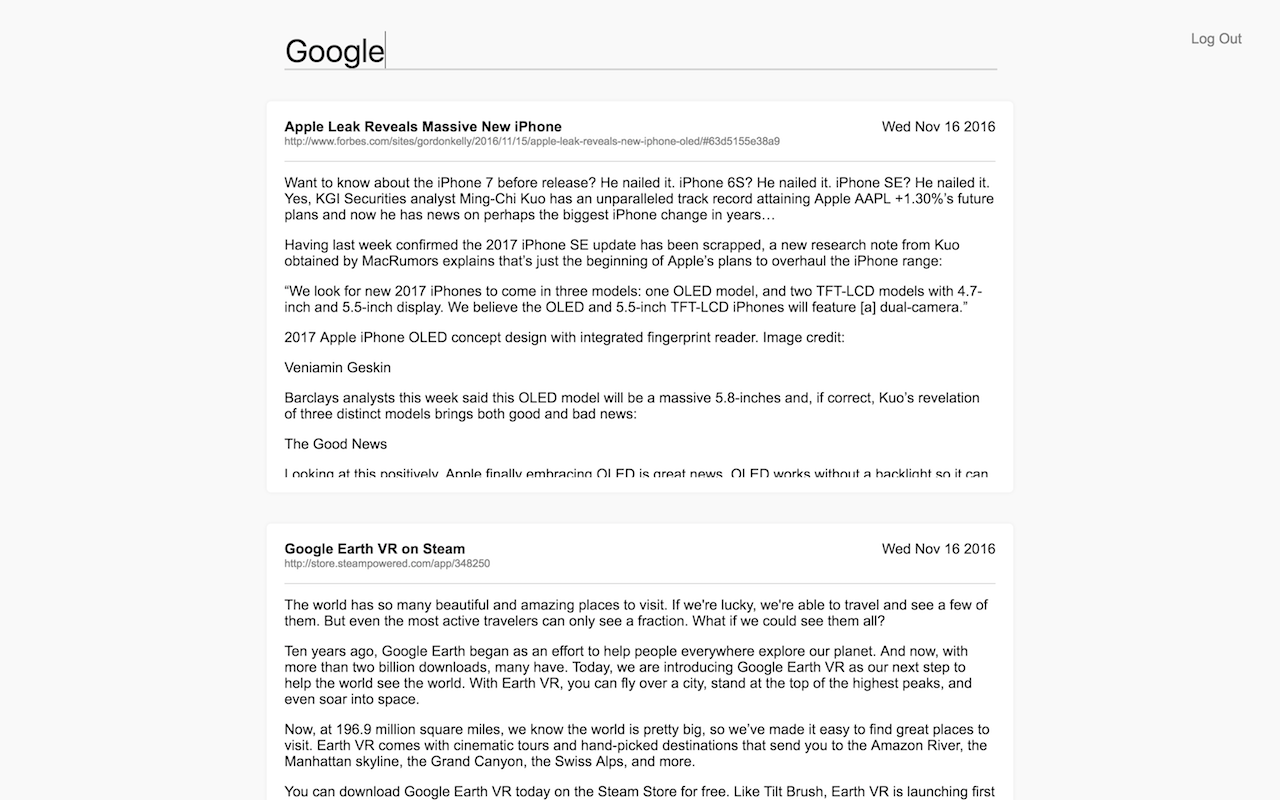 Google
Log Out
Apple Leak Reveals Massive New iPhone
Wed Nov 16 2016
http://www.forbes.com/sites/gordonkelly/2016/11/15/apple-leak-reveals-new-iphone-oled/#63d5155e38a9
Want to know about the iPhone 7 before release? He nailed it. iPhone 6S? He nailed it. iPhone SE? He nailed it.
Yes, KGI Securities analyst Ming-Chi Kuo has an unparalleled track record attaining Apple AAPL +1.30%’s future
plans and now he has news on perhaps the biggest iPhone change in years…
Having last week confirmed the 2017 iPhone SE update has been scrapped, a new research note from Kuo
obtained by MacRumors explains that’s just the beginning of Apple’s plans to overhaul the iPhone range:
“We look for new 2017 iPhones to come in three models: one OLED model, and two TFT-LCD models with 4.7-
inch and 5.5-inch display. We believe the OLED and 5.5-inch TFT-LCD iPhones will feature [a] dual-camera.”
2017 Apple iPhone OLED concept design with integrated fingerprint reader. Image credit:
Veniamin Geskin
Barclays analysts this week said this OLED model will be a massive 5.8-inches and, if correct, Kuo’s revelation
of three distinct models brings both good and bad news:
The Good News
Looking at this positively, Apple finally embracing OLED is great news. OLED works without a backlight so it can
Google Earth VR on Steam
Wed Nov 16 2016
http://store.steampowered.com/app/348250
The world has so many beautiful and amazing places to visit. If we're lucky, we're able to travel and see a few of
them. But even the most active travelers can only see a fraction. What if we could see them all?
Ten years ago, Google Earth began as an effort to help people everywhere explore our planet. And now, with
more than two billion downloads, many have. Today, we are introducing Google Earth VR as our next step to
help the world see the world. With Earth VR, you can fly over a city, stand at the top of the highest peaks, and
even soar into space.
Now, at 196.9 million square miles, we know the world is pretty big, so we’ve made it easy to find great places to
visit. Earth VR comes with cinematic tours and hand-picked destinations that send you to the Amazon River, the
Manhattan skyline, the Grand Canyon, the Swiss Alps, and more.
You can download Google Earth VR today on the Steam Store for free. Like Tilt Brush, Earth VR is launching first